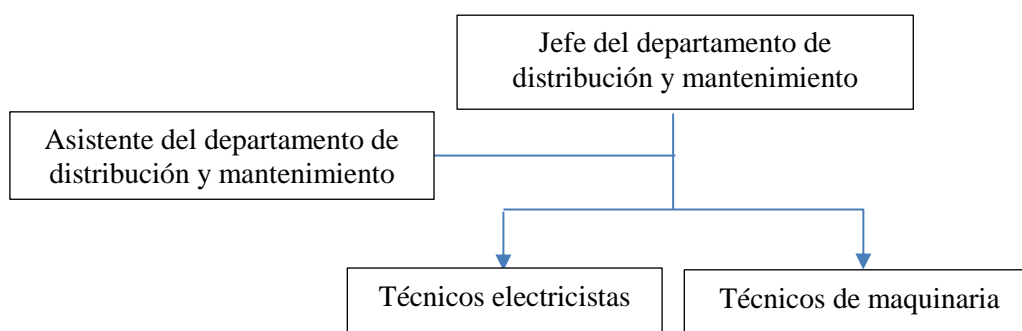 Jefe del departamento de
distribución y mantenimiento
Asistente del departamento de
distribución y mantenimiento
Técnicos electricistas
Técnicos de maquinaria